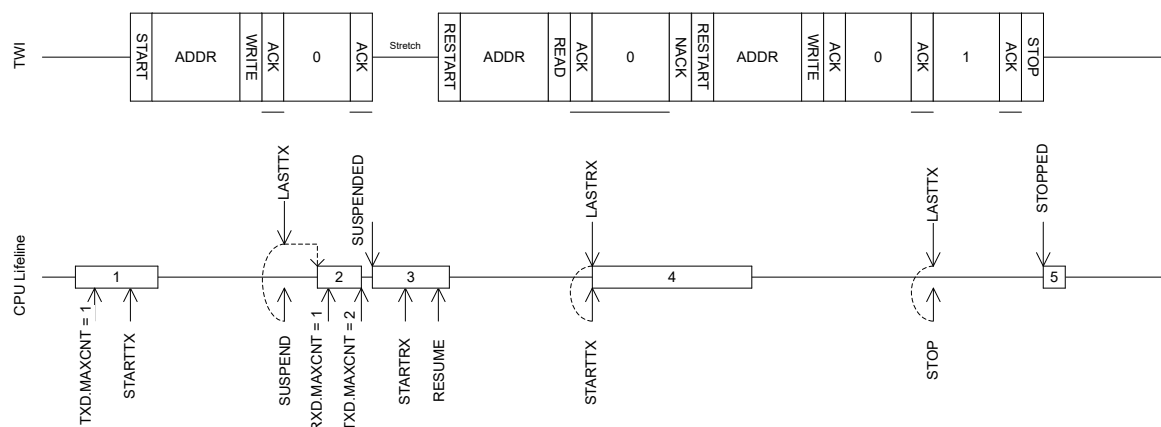 TWI
START
ADDR
WRITE
ACK
0
ACK
Stretch
RESTART
ADDR
READ
ACK
0
NACK
RESTART
ADDR
WRITE
ACK
0
ACK
1
ACK
STOP
CPU Lifeline
LASTTX
SUSPENDED
LASTRX
LASTTX
STOPPED
1
2
3
4
5
TXD.MAXCNT = 1
STARTTX
SUSPEND
RXD.MAXCNT = 1
TXD.MAXCNT = 2
STARTRX
RESUME
STARTTX
STOP